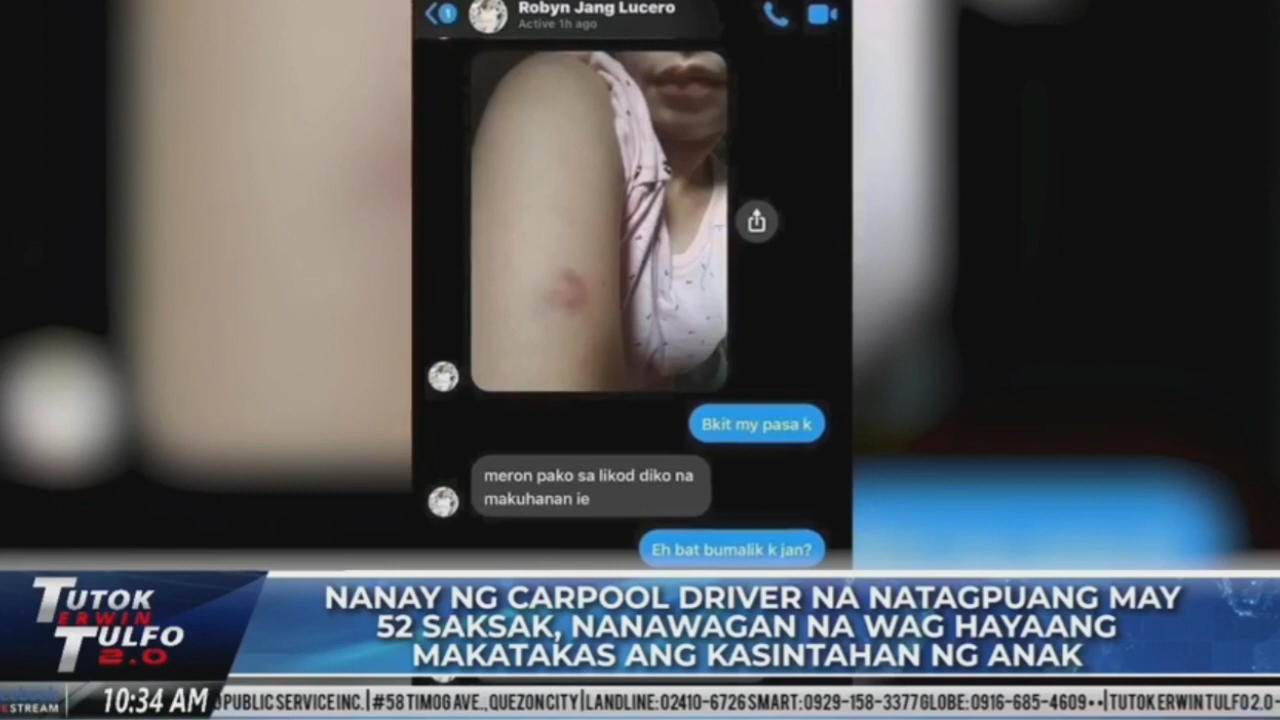 1
Robyn Jang Lucero
Active 1h ago
Bkit my pasa k
meron pako sa likod diko na
makuhanan ie
Eh bat bumalik k jan?
TUTOK
ERWIN
TULFO
2.0
NANAY NG CARPOOL DRIVER NA NATAGPUANG MAY
52 SAKSAK, NANAWAGAN NA WAG HAYAANG
MAKATAKAS ANG KASINTAHAN NG ANAK
ESTREAM
10:34 AM
PUBLIC SERVICE INC. | #58 TIMOG AVE., QUEZON CITY | LANDLINE: 02410-6726 SMART: 0929-158-3377 GLOBE: 0916-685-4609 •• | TUTOK ERWIN TULFO 2.0